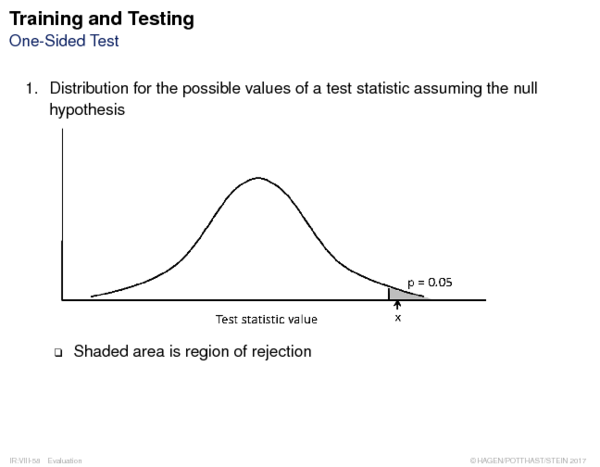 Training and Testing
One-Sided Test
1. Distribution for the possible values of a test statistic assuming the null
hypothesis
p = 0.05
Test statistic value
x
❑ Shaded area is region of rejection
IR:VIII-58 Evaluation
© HAGEN/POTTHAST/STEIN 2017